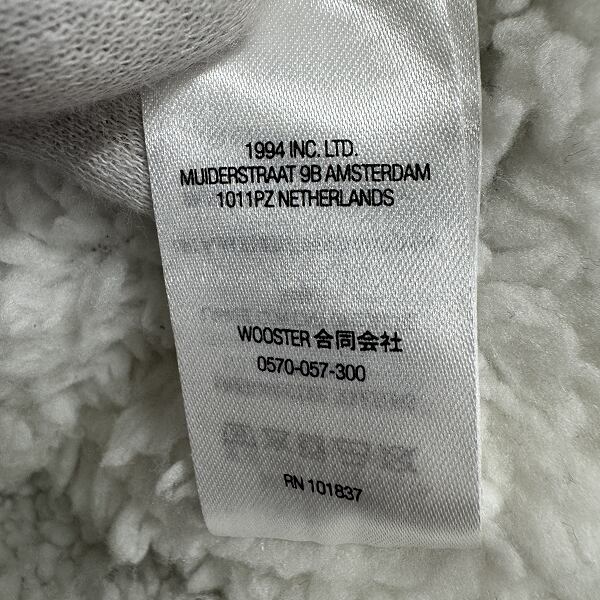 1994 INC. LTD.
MUIDERSTRAAT 9B AMSTERDAM
1011PZ NETHERLANDS
WOOSTER 合同会社
0570-057-300
RN 101837